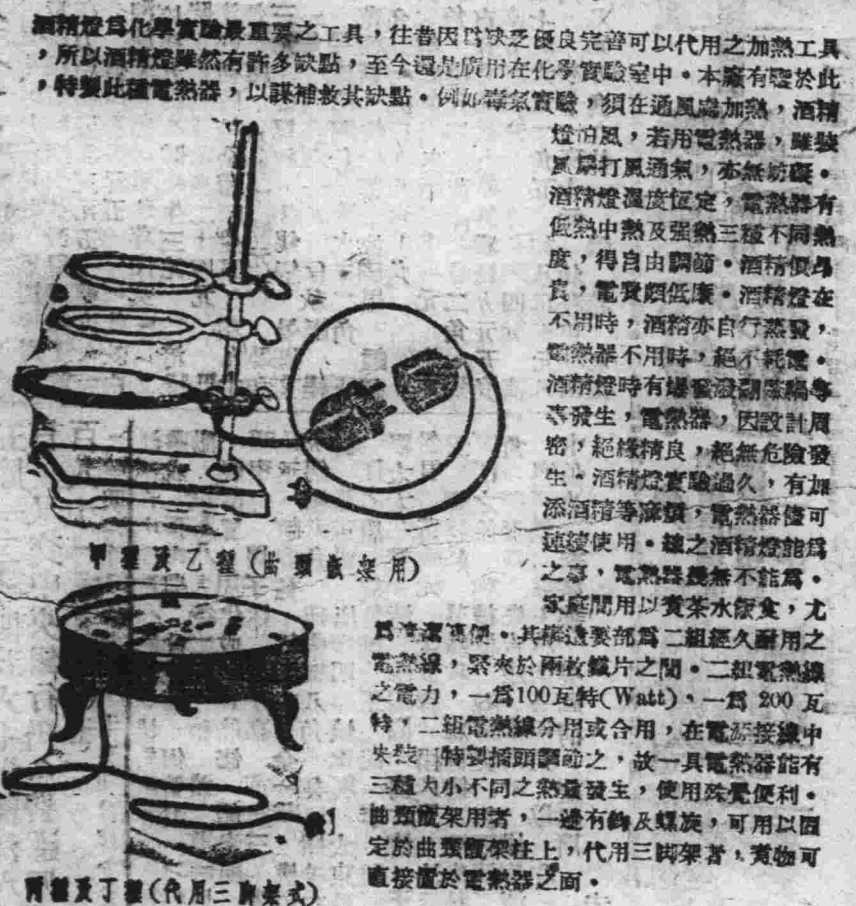 酒精燈爲化學實驗最重要之工具，往昔因爲缺乏優良完善可以代用之加熱工具
，所以酒精燈雖然有許多缺點，至今還是廣用在化學實驗室中。本廠有鑒於此
，特製此種電熱器，以謀補救其缺點。例如毒氣實驗，須在通風處加熱，酒精
燈怕風，若用電熱器，雖裝
風扇打風通氣，亦無妨礙。
酒精燈溫度恆定，電熱器有
低熱中熱及强熱三種不同熱
度，得自由調節。酒精價昂
貴，電費頗低廉。酒精燈在
不用時，酒精亦自行蒸發，
電熱器不用時，絕不耗電。
酒精燈時有爆發潑翻等
事發生，電熱器，因設計周
密，絕緣精良，絕無危險發
生。酒精燈實驗過久，有加
添酒精等麻煩，電熱器儘可
連續使用。總之酒精燈能爲
之事，電熱器幾無不能爲。
家庭間用以煮茶水飯食，尤
爲清潔簡便。其構造要部爲二組經久耐用之
電熱線，緊夾於兩枚鐵片之間。二組電熱線
之電力，一爲100瓦特(Watt)，一爲 200 瓦
特，二組電熱線分用或合用，在電源接線中
夾裝特製插頭調節之，故一具電熱器能有
三種大小不同之熱量發生，使用殊覺便利。
曲頸甑架用者，一邊有鉤及螺旋，可用以固
定於曲頸甑架柱上，代用三脚架者，煮物可
直接置於電熱器之面。
甲種及乙種(曲頸甑架用)
丙種及丁種(代用三脚架式)